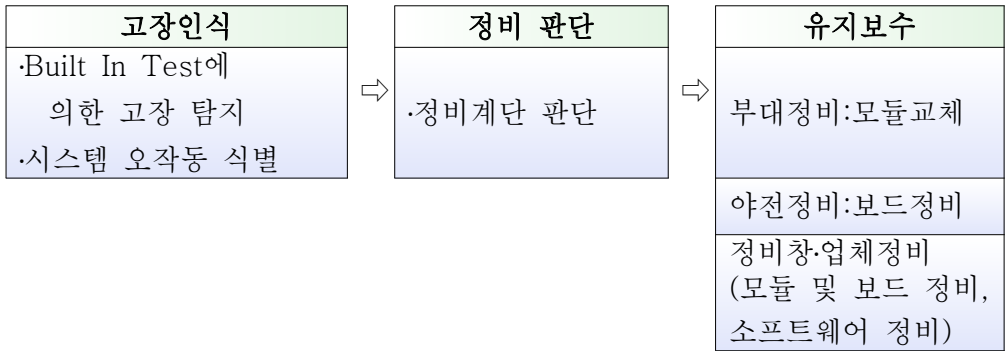 고장인식
·Built In Test에
의한 고장 탐지
·시스템 오작동 식별
⇨
정비 판단
·정비계단 판단
⇨
유지보수
부대정비:모듈교체
야전정비:보드정비
정비창·업체정비
(모듈 및 보드 정비,
소프트웨어 정비)